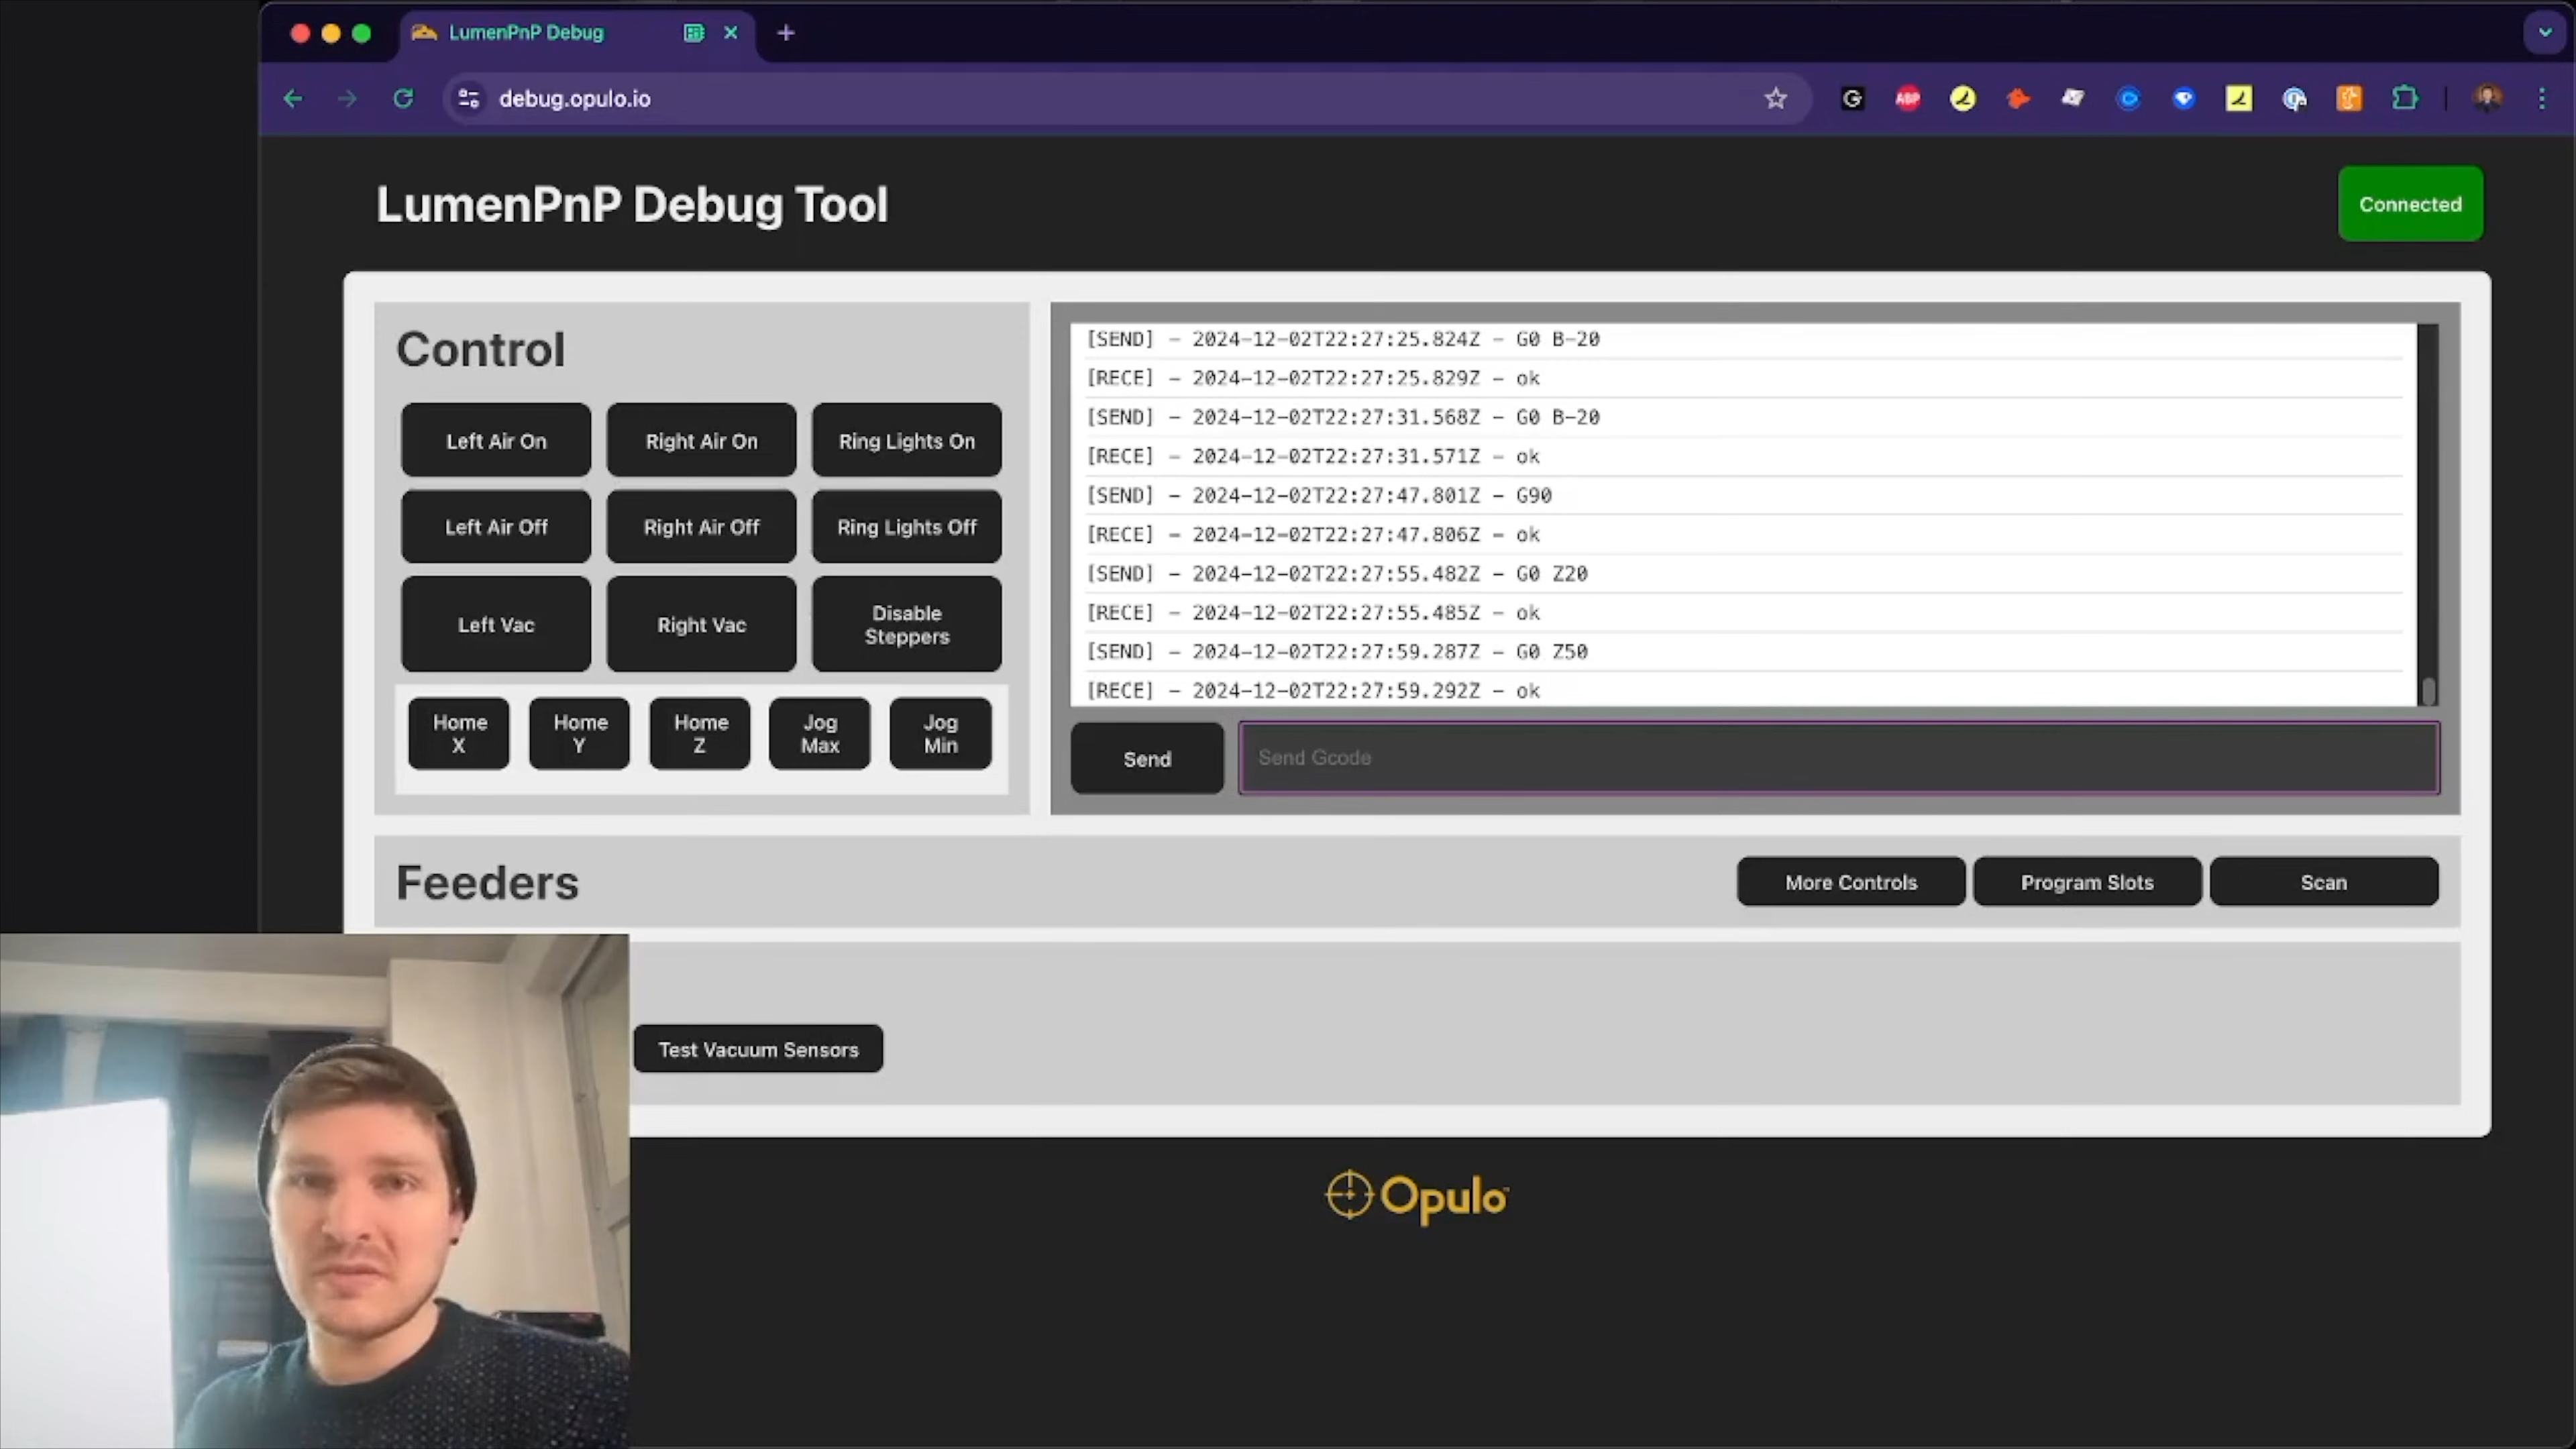 LumenPnP Debug
debug.opulo.io
ABP
LumenPnP Debug Tool
Connected
Control
Left Air On
Right Air On
Ring Lights On
Left Air Off
Right Air Off
Ring Lights Off
Left Vac
Right Vac
Disable
Steppers
Home
X
Home
Y
Home
Z
Jog
Max
Jog
Min
[SEND] – 2024-12-02T22:27:25.824Z – G0 B-20
[RECE] – 2024-12-02T22:27:25.829Z – ok
[SEND] – 2024-12-02T22:27:31.568Z – G0 B-20
[RECE] – 2024-12-02T22:27:31.571Z – ok
[SEND] – 2024-12-02T22:27:47.801Z – G90
[RECE] – 2024-12-02T22:27:47.806Z – ok
[SEND] – 2024-12-02T22:27:55.482Z – G0 Z20
[RECE] – 2024-12-02T22:27:55.485Z – ok
[SEND] – 2024-12-02T22:27:59.287Z – G0 Z50
[RECE] – 2024-12-02T22:27:59.292Z – ok
Send
Send Gcode
Feeders
More Controls
Program Slots
Scan
Test Vacuum Sensors
Opulo